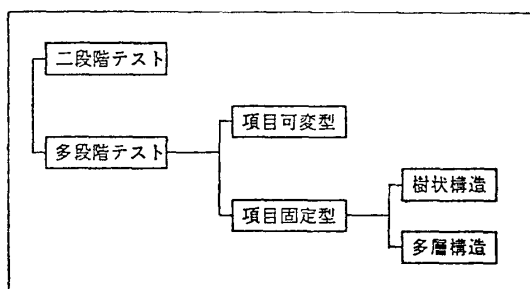 二段階テスト
多段階テスト
項目可変型
項目固定型
樹状構造
多層構造